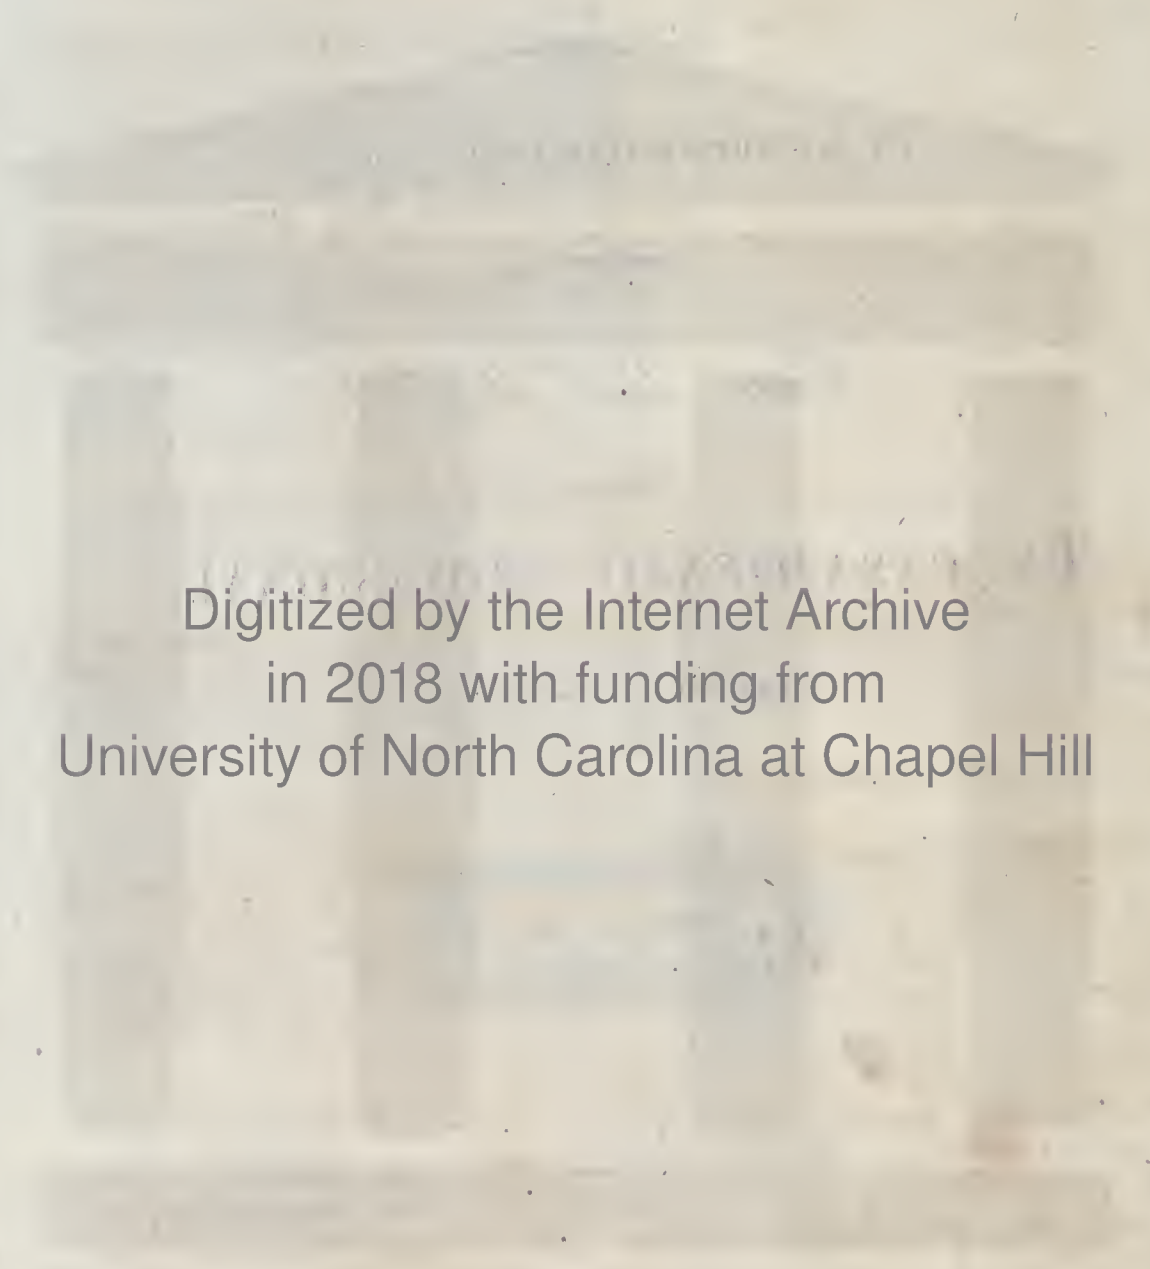 Digitized by the Internet Archive
in 2018 with funding from
University of North Carolina at Chapel Hill